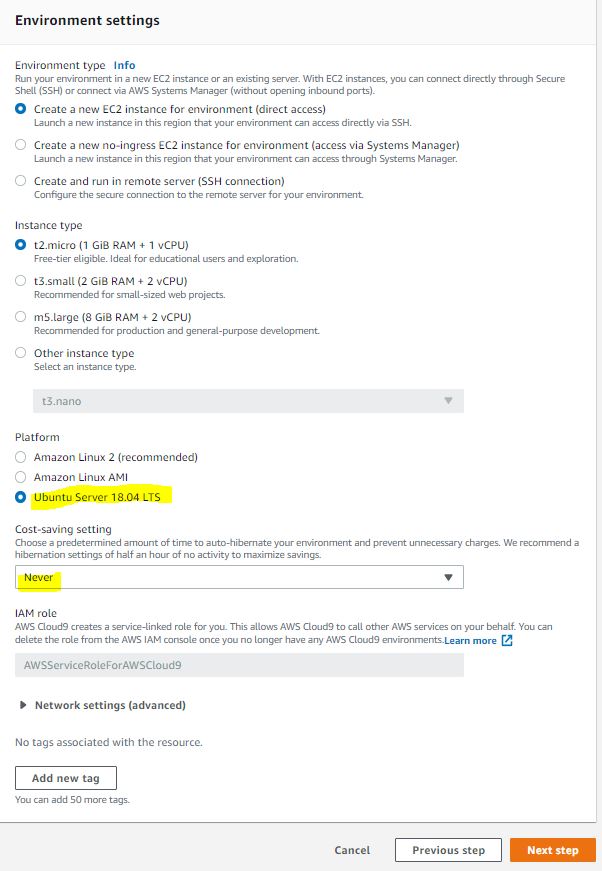 Environment settings
Environment type Info
Run your environment in a new EC2 instance or an existing server. With EC2 instances, you can connect directly through Secure
Shell (SSH) or connect via AWS Systems Manager (without opening inbound ports).
Create a new EC2 instance for environment (direct access)
Launch a new instance in this region that your environment can access directly via SSH.
Create a new no-ingress EC2 instance for environment (access via Systems Manager)
Launch a new instance in this region that your environment can access through Systems Manager.
Create and run in remote server (SSH connection)
Configure the secure connection to the remote server for your environment.
Instance type
t2.micro (1 GiB RAM + 1 vCPU)
Free-tier eligible. Ideal for educational users and exploration.
t3.small (2 GiB RAM + 2 vCPU)
Recommended for small-sized web projects.
m5.large (8 GiB RAM + 2 vCPU)
Recommended for production and general-purpose development.
Other instance type
Select an instance type.
t3.nano
Platform
Amazon Linux 2 (recommended)
Amazon Linux AMI
Ubuntu Server 18.04 LTS
Cost-saving setting
Choose a predetermined amount of time to auto-hibernate your environment and prevent unnecessary charges. We recommend a
hibernation settings of half an hour of no activity to maximize savings.
Never
IAM role
AWS Cloud9 creates a service-linked role for you. This allows AWS Cloud9 to call other AWS services on your behalf. You can
delete the role from the AWS IAM console once you no longer have any AWS Cloud9 environments.Learn more
AWSServiceRoleForAWSCloud9
Network settings (advanced)
No tags associated with the resource.
Add new tag
You can add 50 more tags.
Cancel Previous step Next step